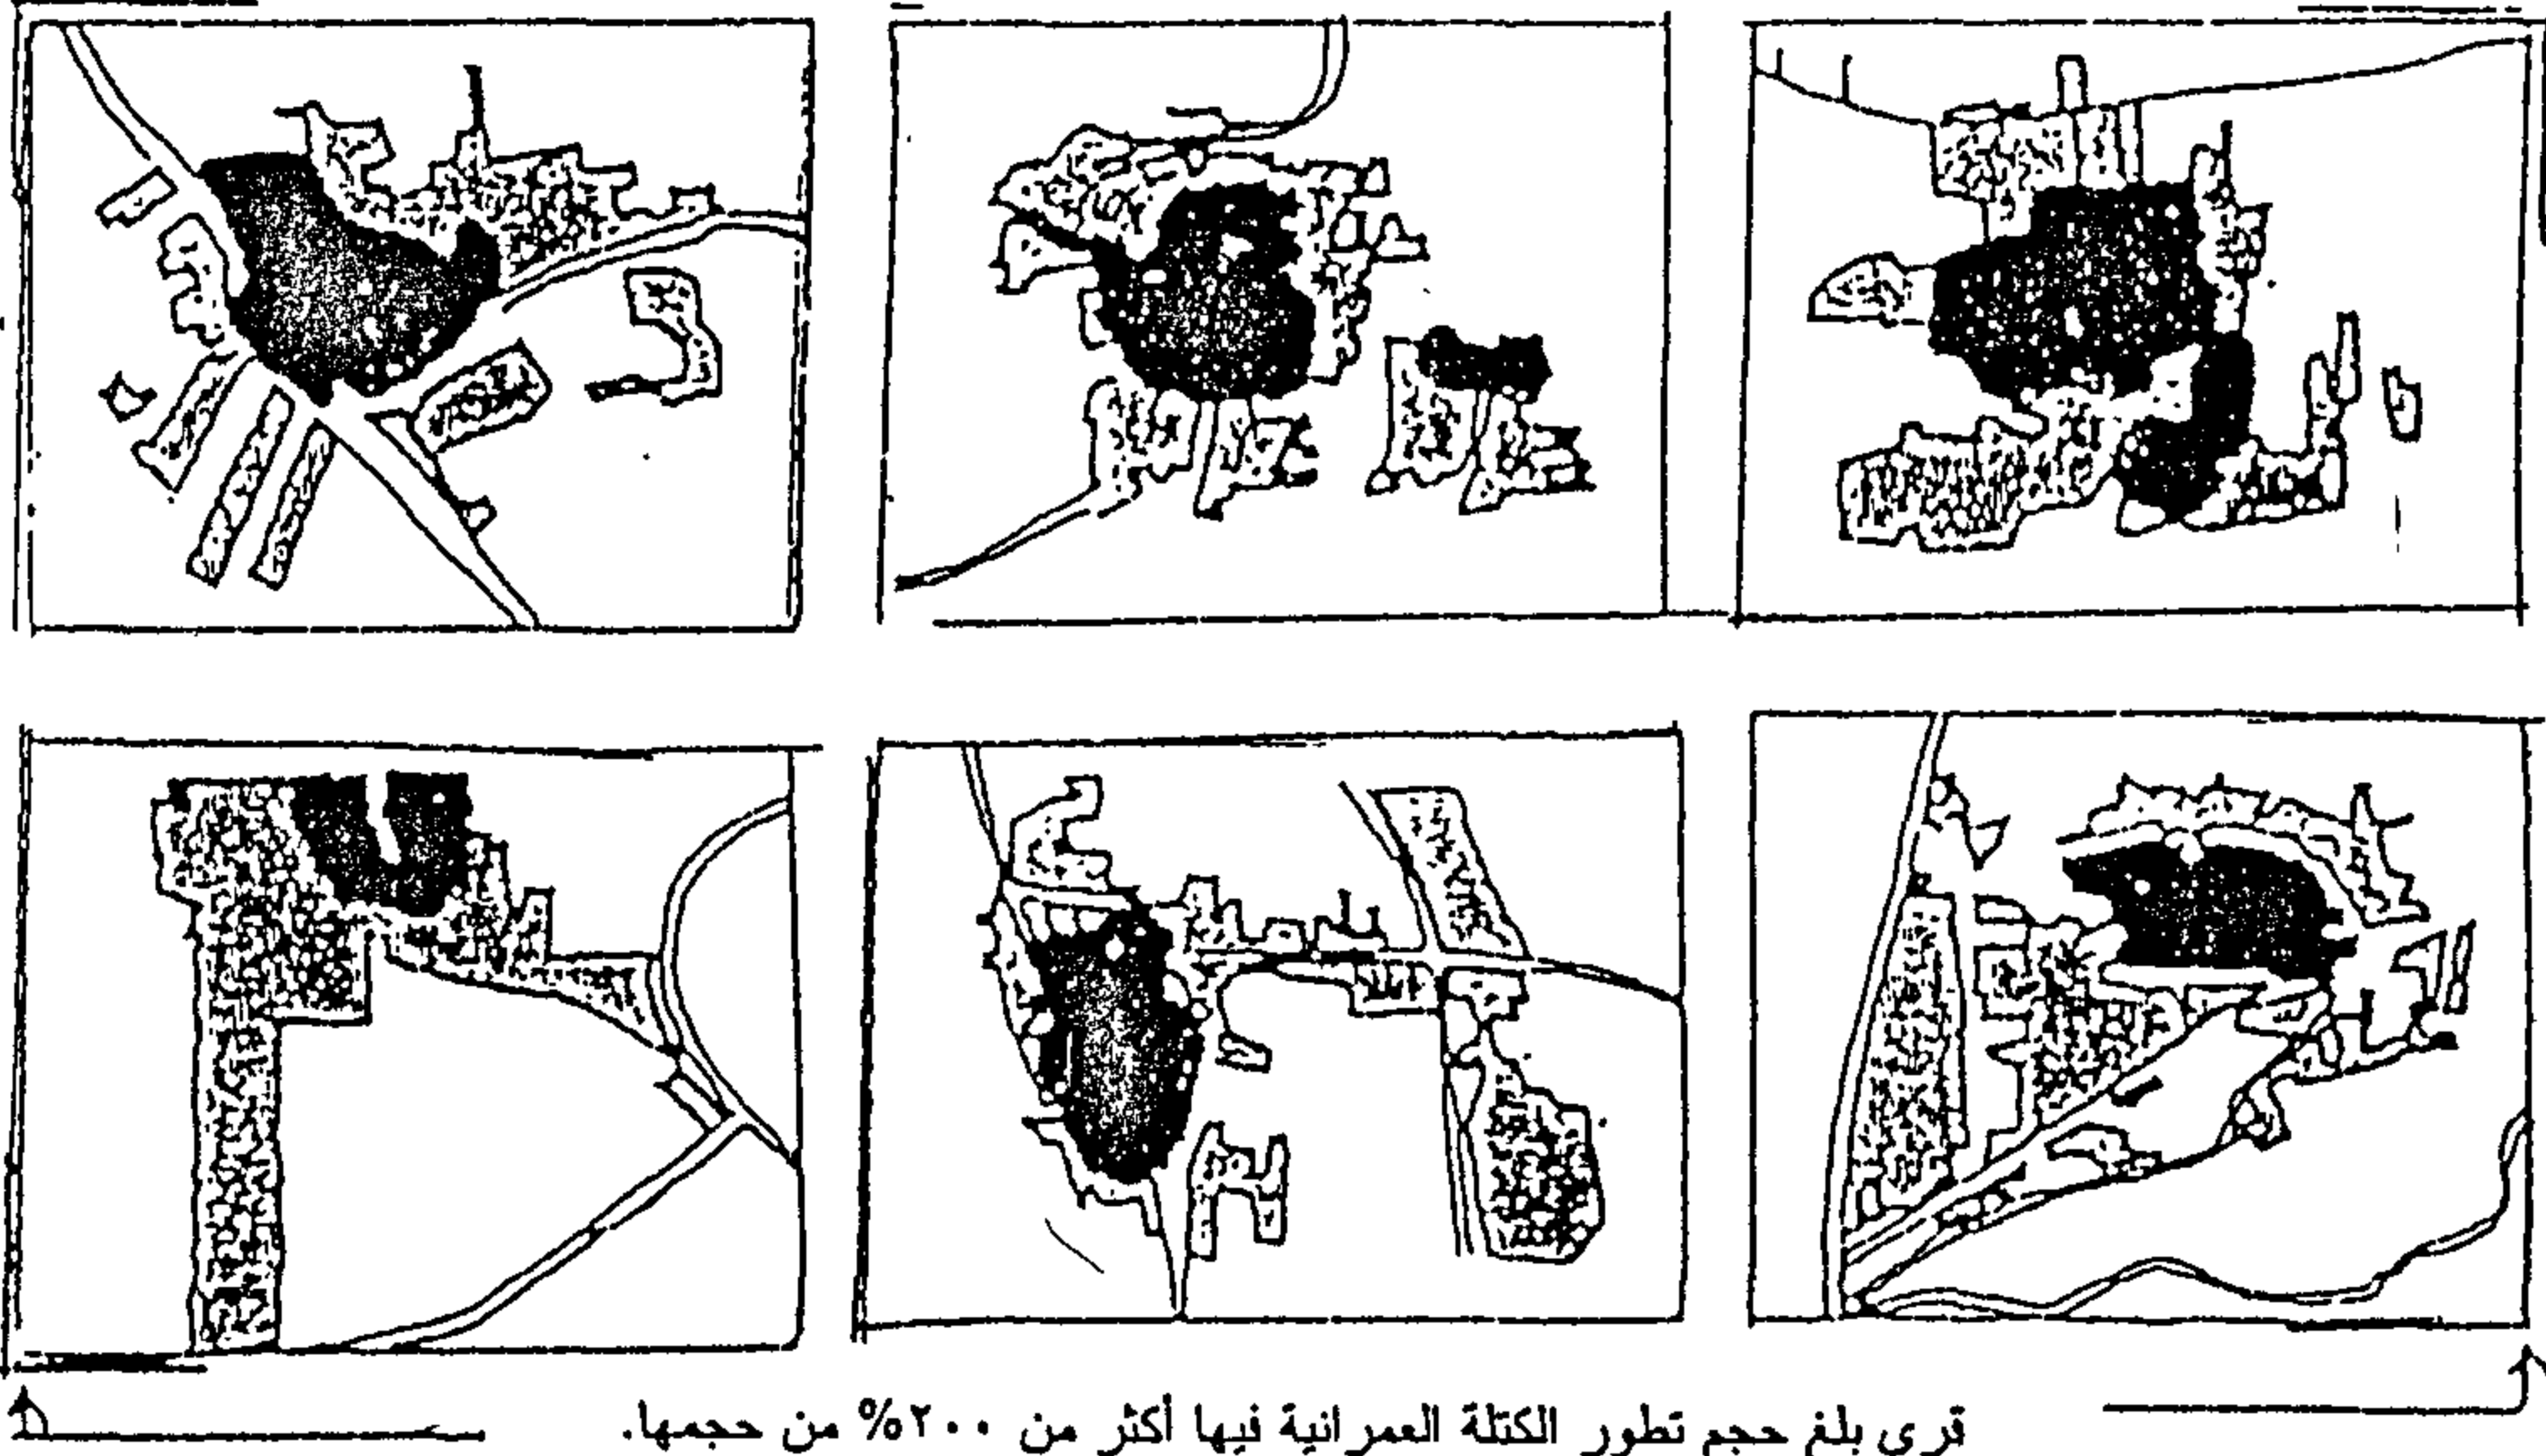 قرى بلغ حجم تطور الكتلة العمرانية فيها أكثر من ٢٠٠% من حجمها.